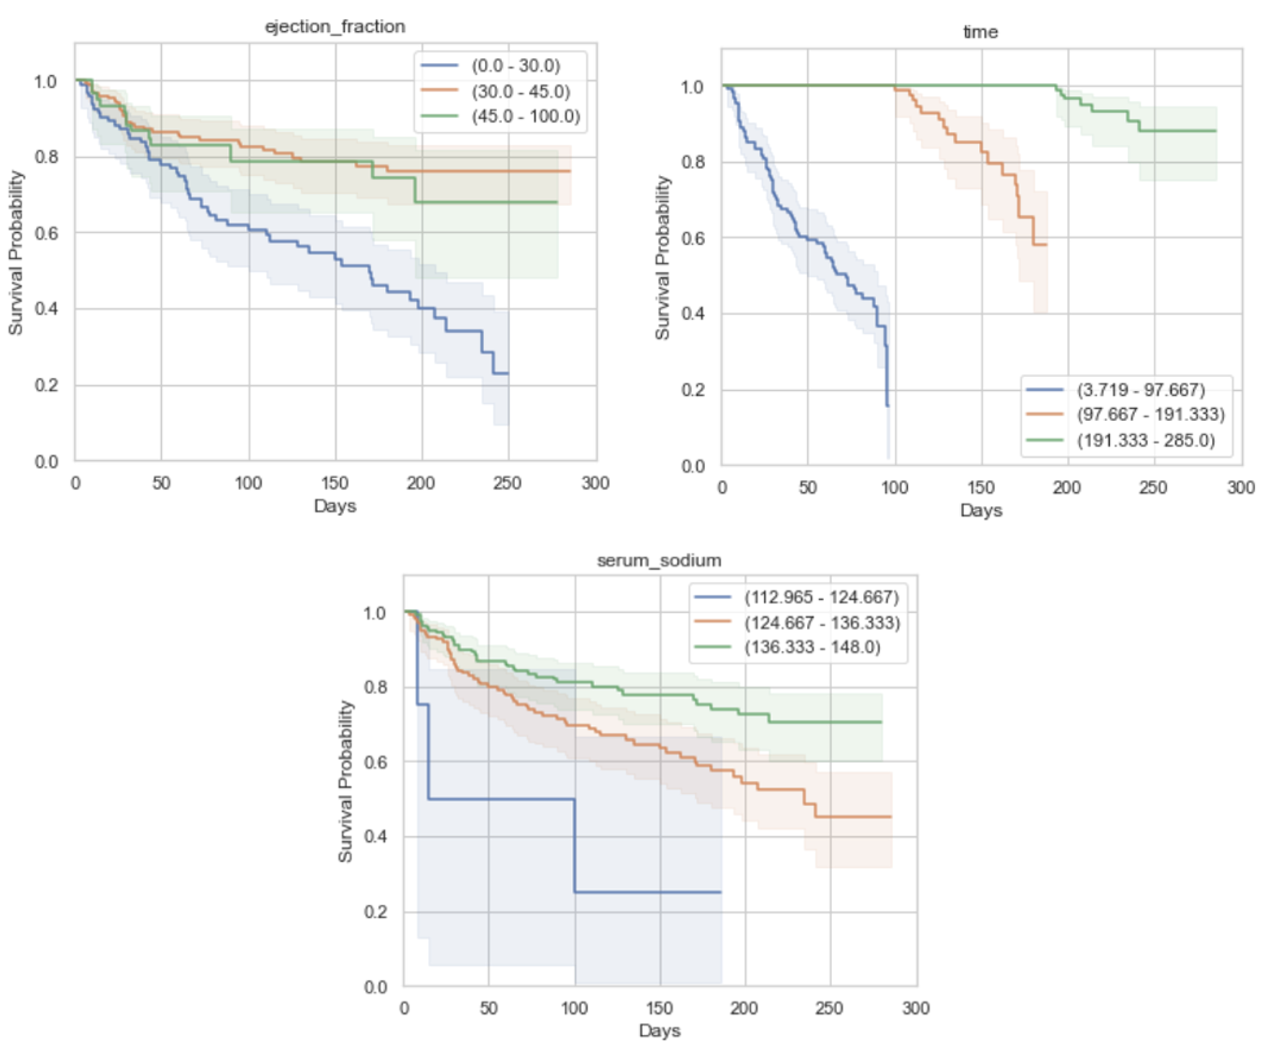 ejection_fraction
(0.0 - 30.0)
(30.0 - 45.0)
(45.0 - 100.0)
1.0
0.8
0.6
0.4
0.2
0.0
Survival Probability
0 50 100 150 200 250 300
Days
time
1.0
0.8
0.6
0.4
0.2
0.0
Survival Probability
(3.719 - 97.667)
(97.667 - 191.333)
(191.333 - 285.0)
0 50 100 150 200 250 300
Days
serum_sodium
(112.965 - 124.667)
(124.667 - 136.333)
(136.333 - 148.0)
1.0
0.8
0.6
0.4
0.2
0.0
Survival Probability
0 50 100 150 200 250 300
Days